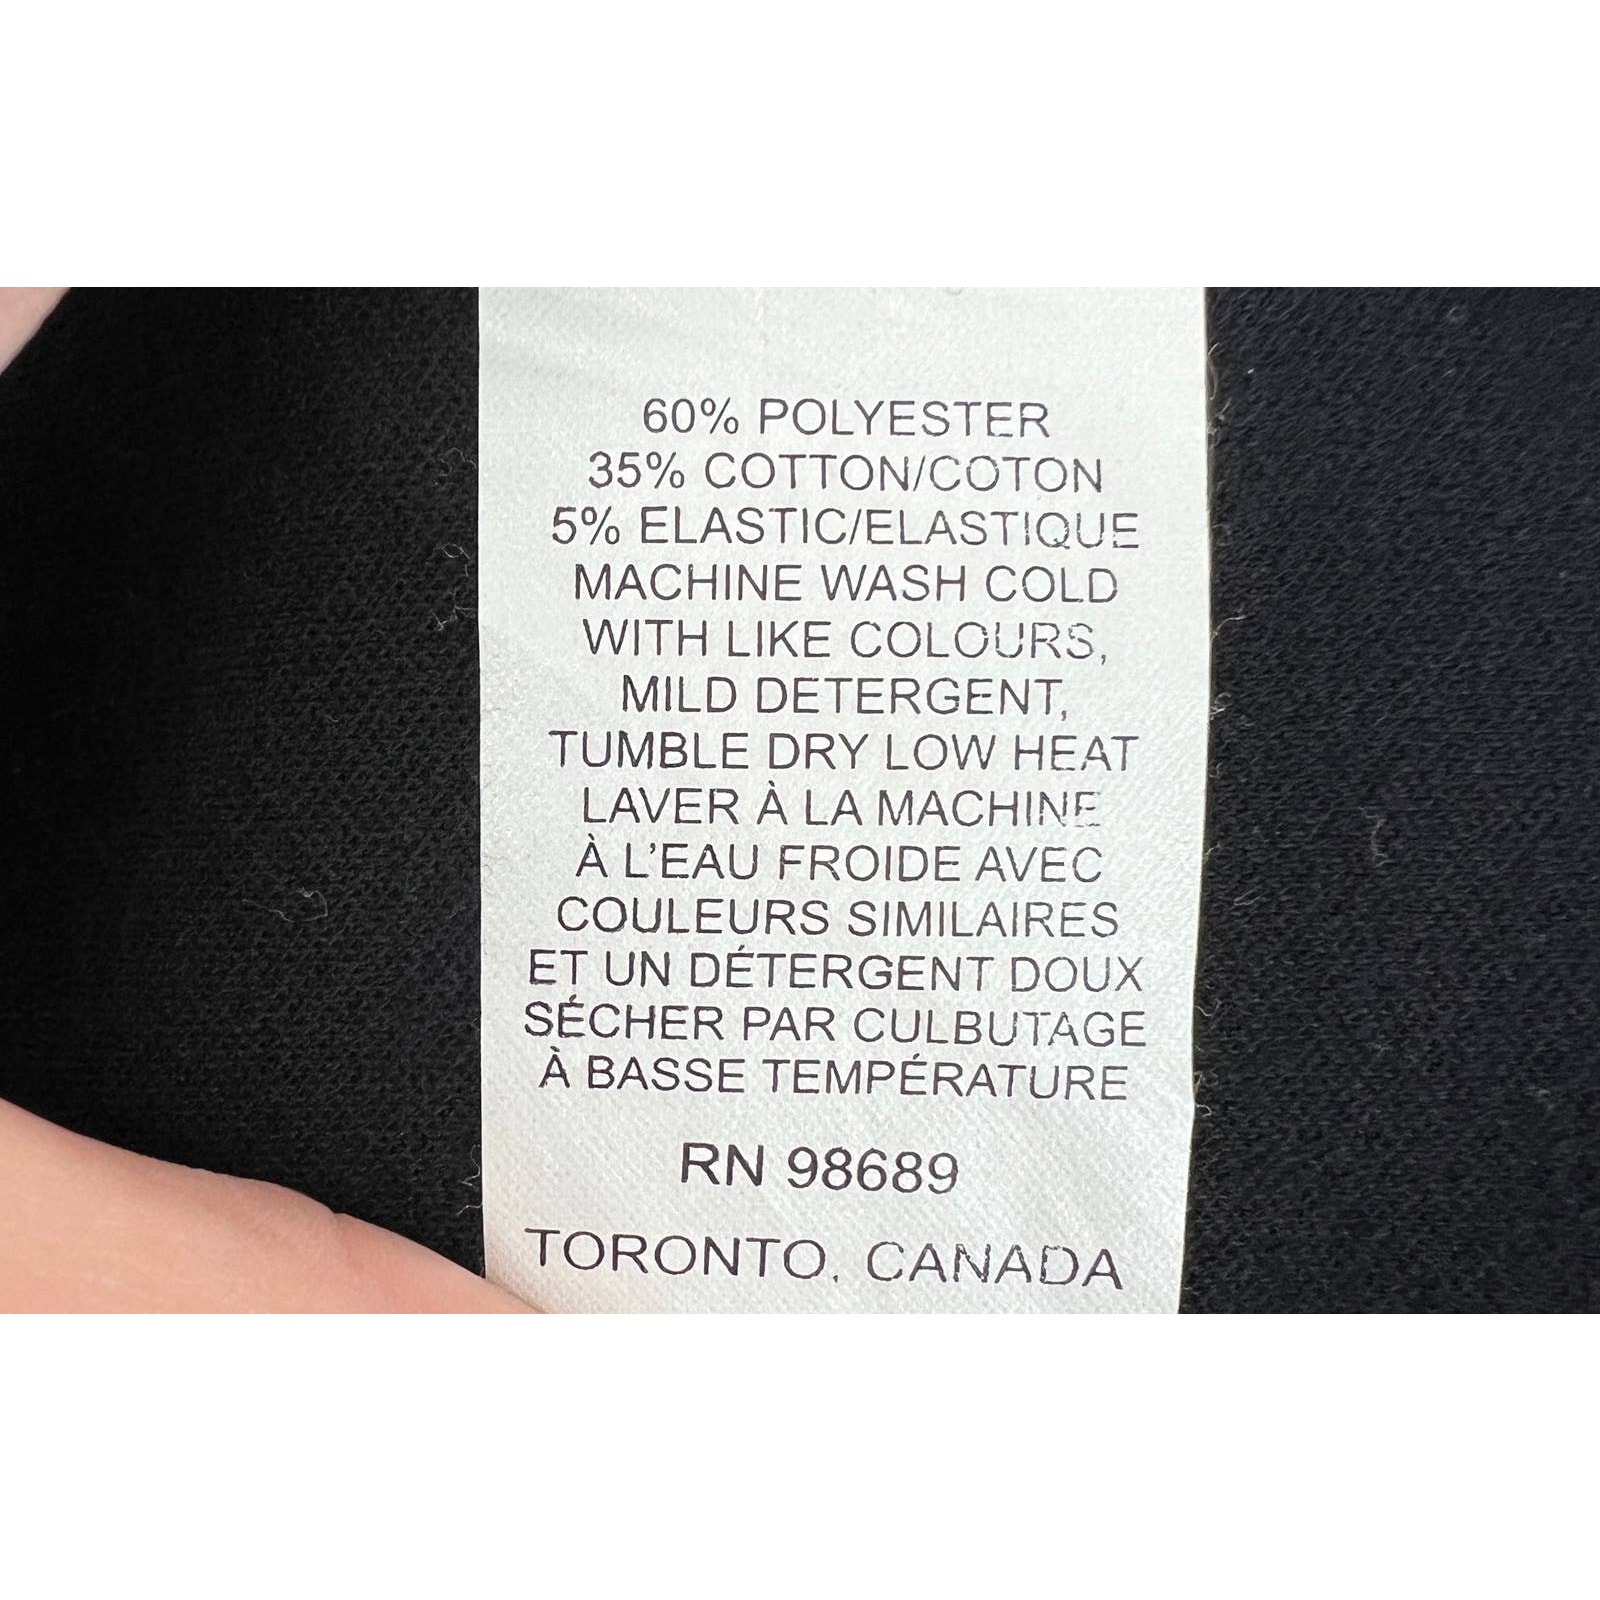 60% POLYESTER
35% COTTON/COTON
5% ELASTIC/ELASTIQUE
MACHINE WASH COLD
WITH LIKE COLOURS,
MILD DETERGENT,
TUMBLE DRY LOW HEAT
LAVER À LA MACHINE
À L'EAU FROIDE AVEC
COULEURS SIMILAIRES
ET UN DÉTERGENT DOUX
SÉCHER PAR CULBUTAGE
À BASSE TEMPÉRATURE
RN 98689
TORONTO, CANADA